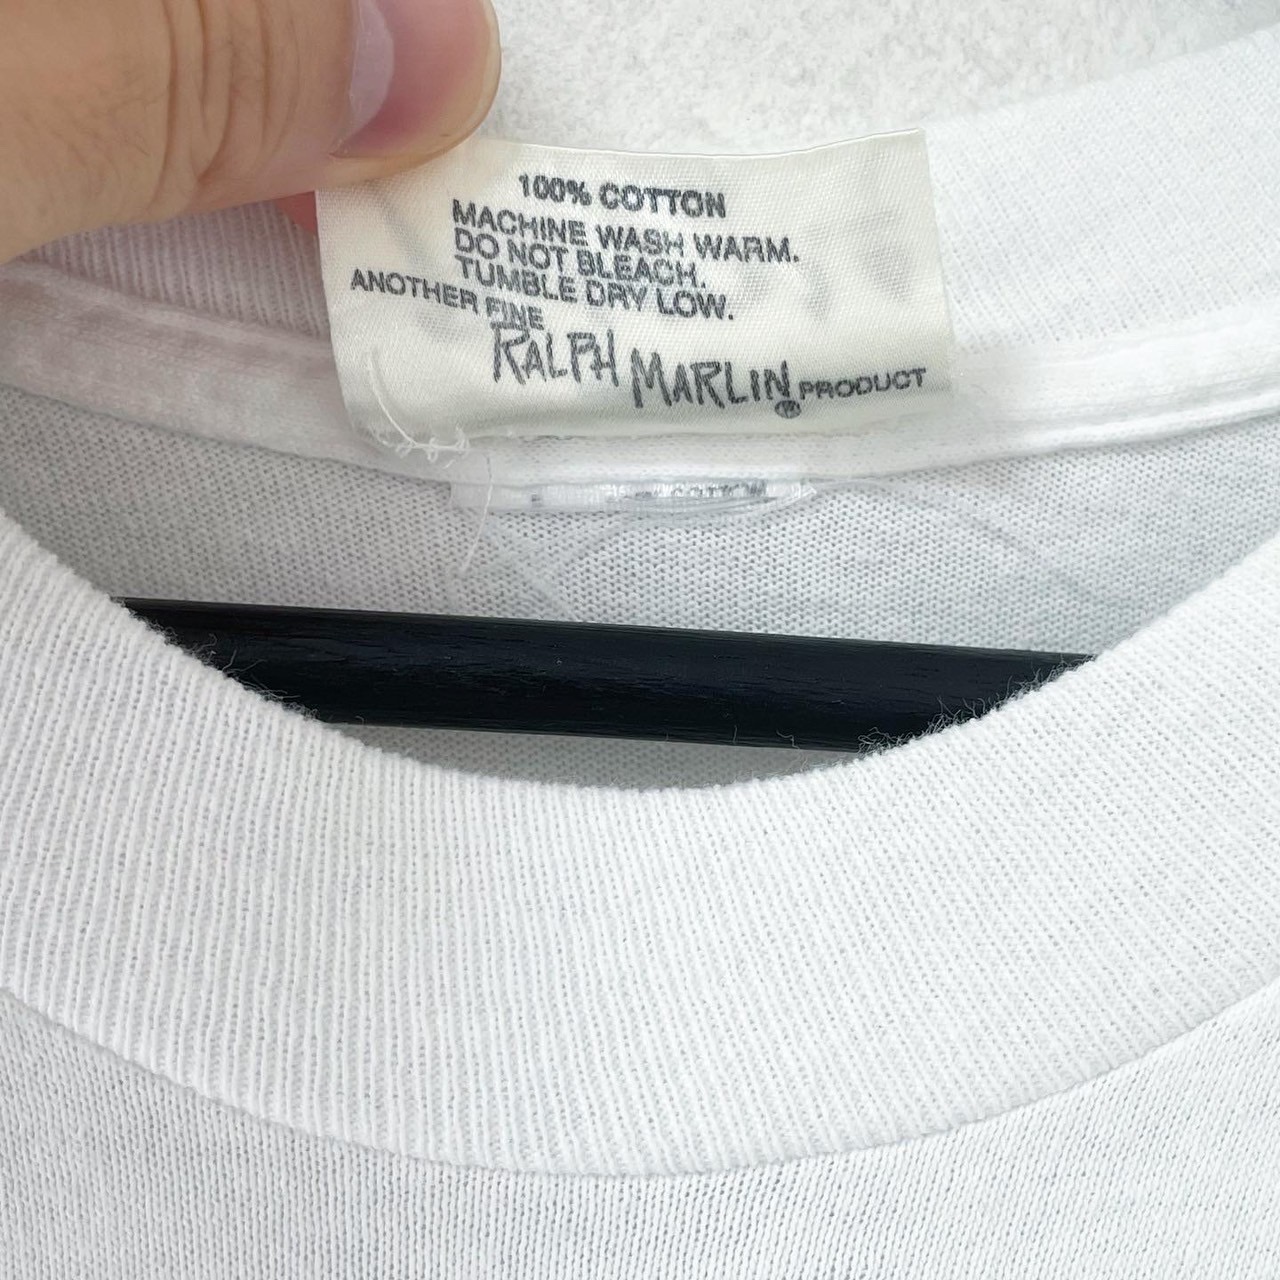 100% COTTON
MACHINE WASH WARM.
DO NOT BLEACH.
TUMBLE DRY LOW.
ANOTHER FINE
RALPH MARLIN® PRODUCT